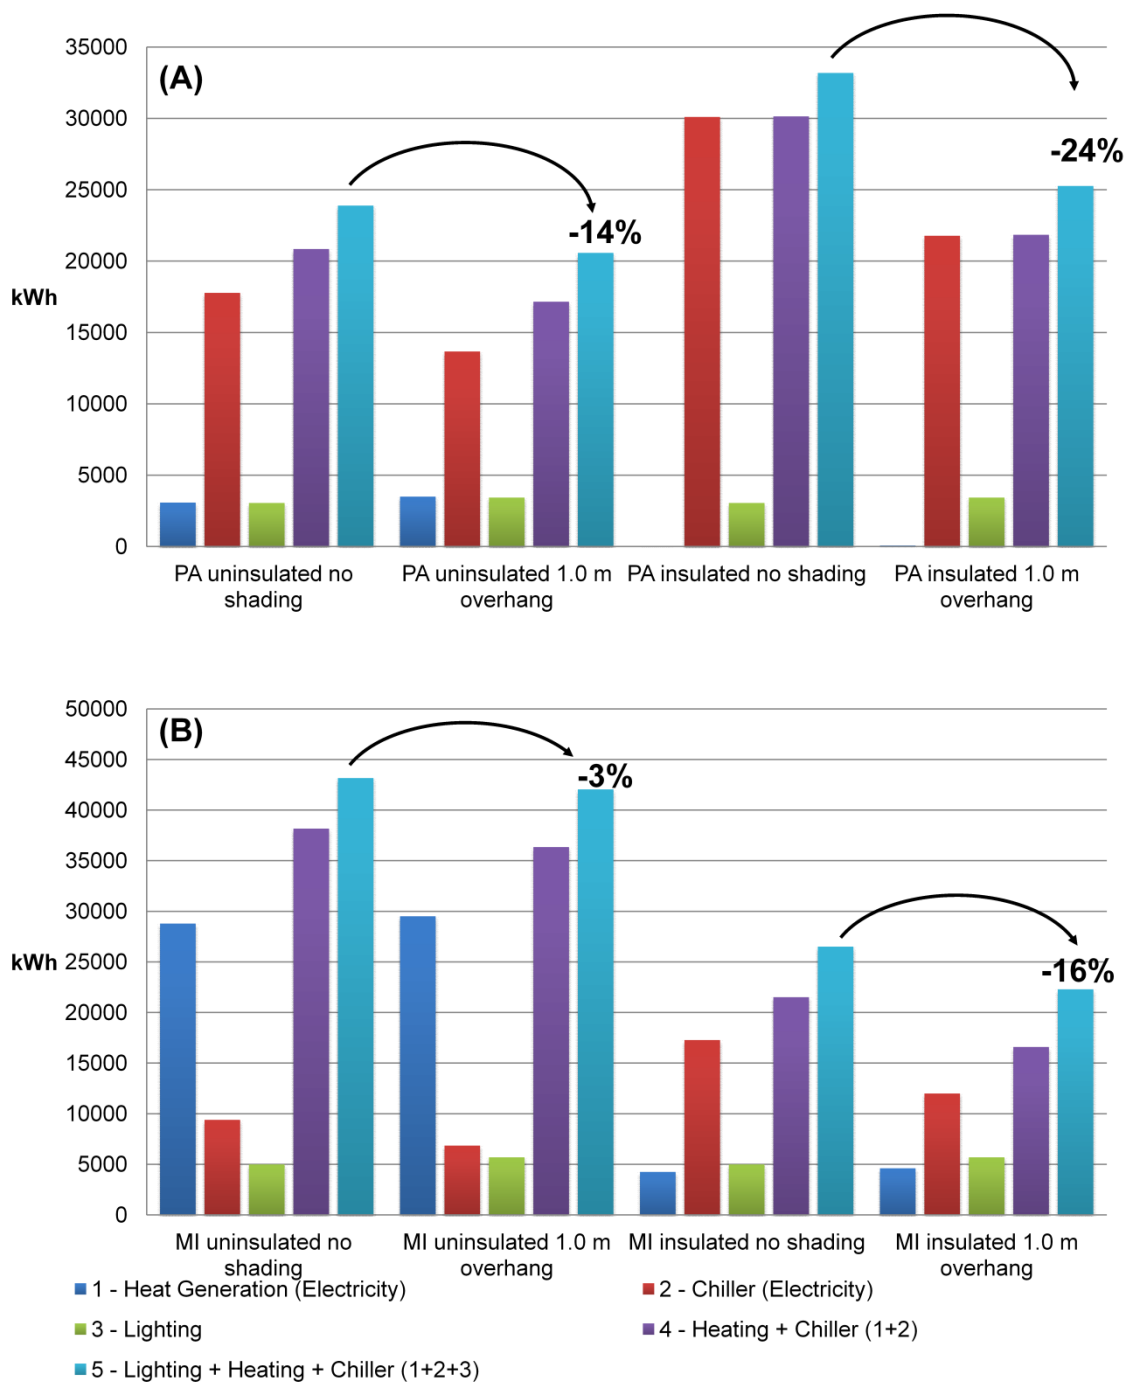 35000
(A)
30000
-24%
25000
-14%
20000
kWh
15000
10000
5000
0
PA uninsulated no
shading
PA uninsulated 1.0 m
overhang
PA insulated no shading
PA insulated 1.0 m
overhang
50000
(B)
45000
-3%
40000
35000
30000
kWh
25000
-16%
20000
15000
10000
5000
0
MI uninsulated no
shading
MI uninsulated 1.0 m
overhang
MI insulated no shading
MI insulated 1.0 m
overhang
1 - Heat Generation (Electricity)
2 - Chiller (Electricity)
3 - Lighting
4 - Heating + Chiller (1+2)
5 - Lighting + Heating + Chiller (1+2+3)